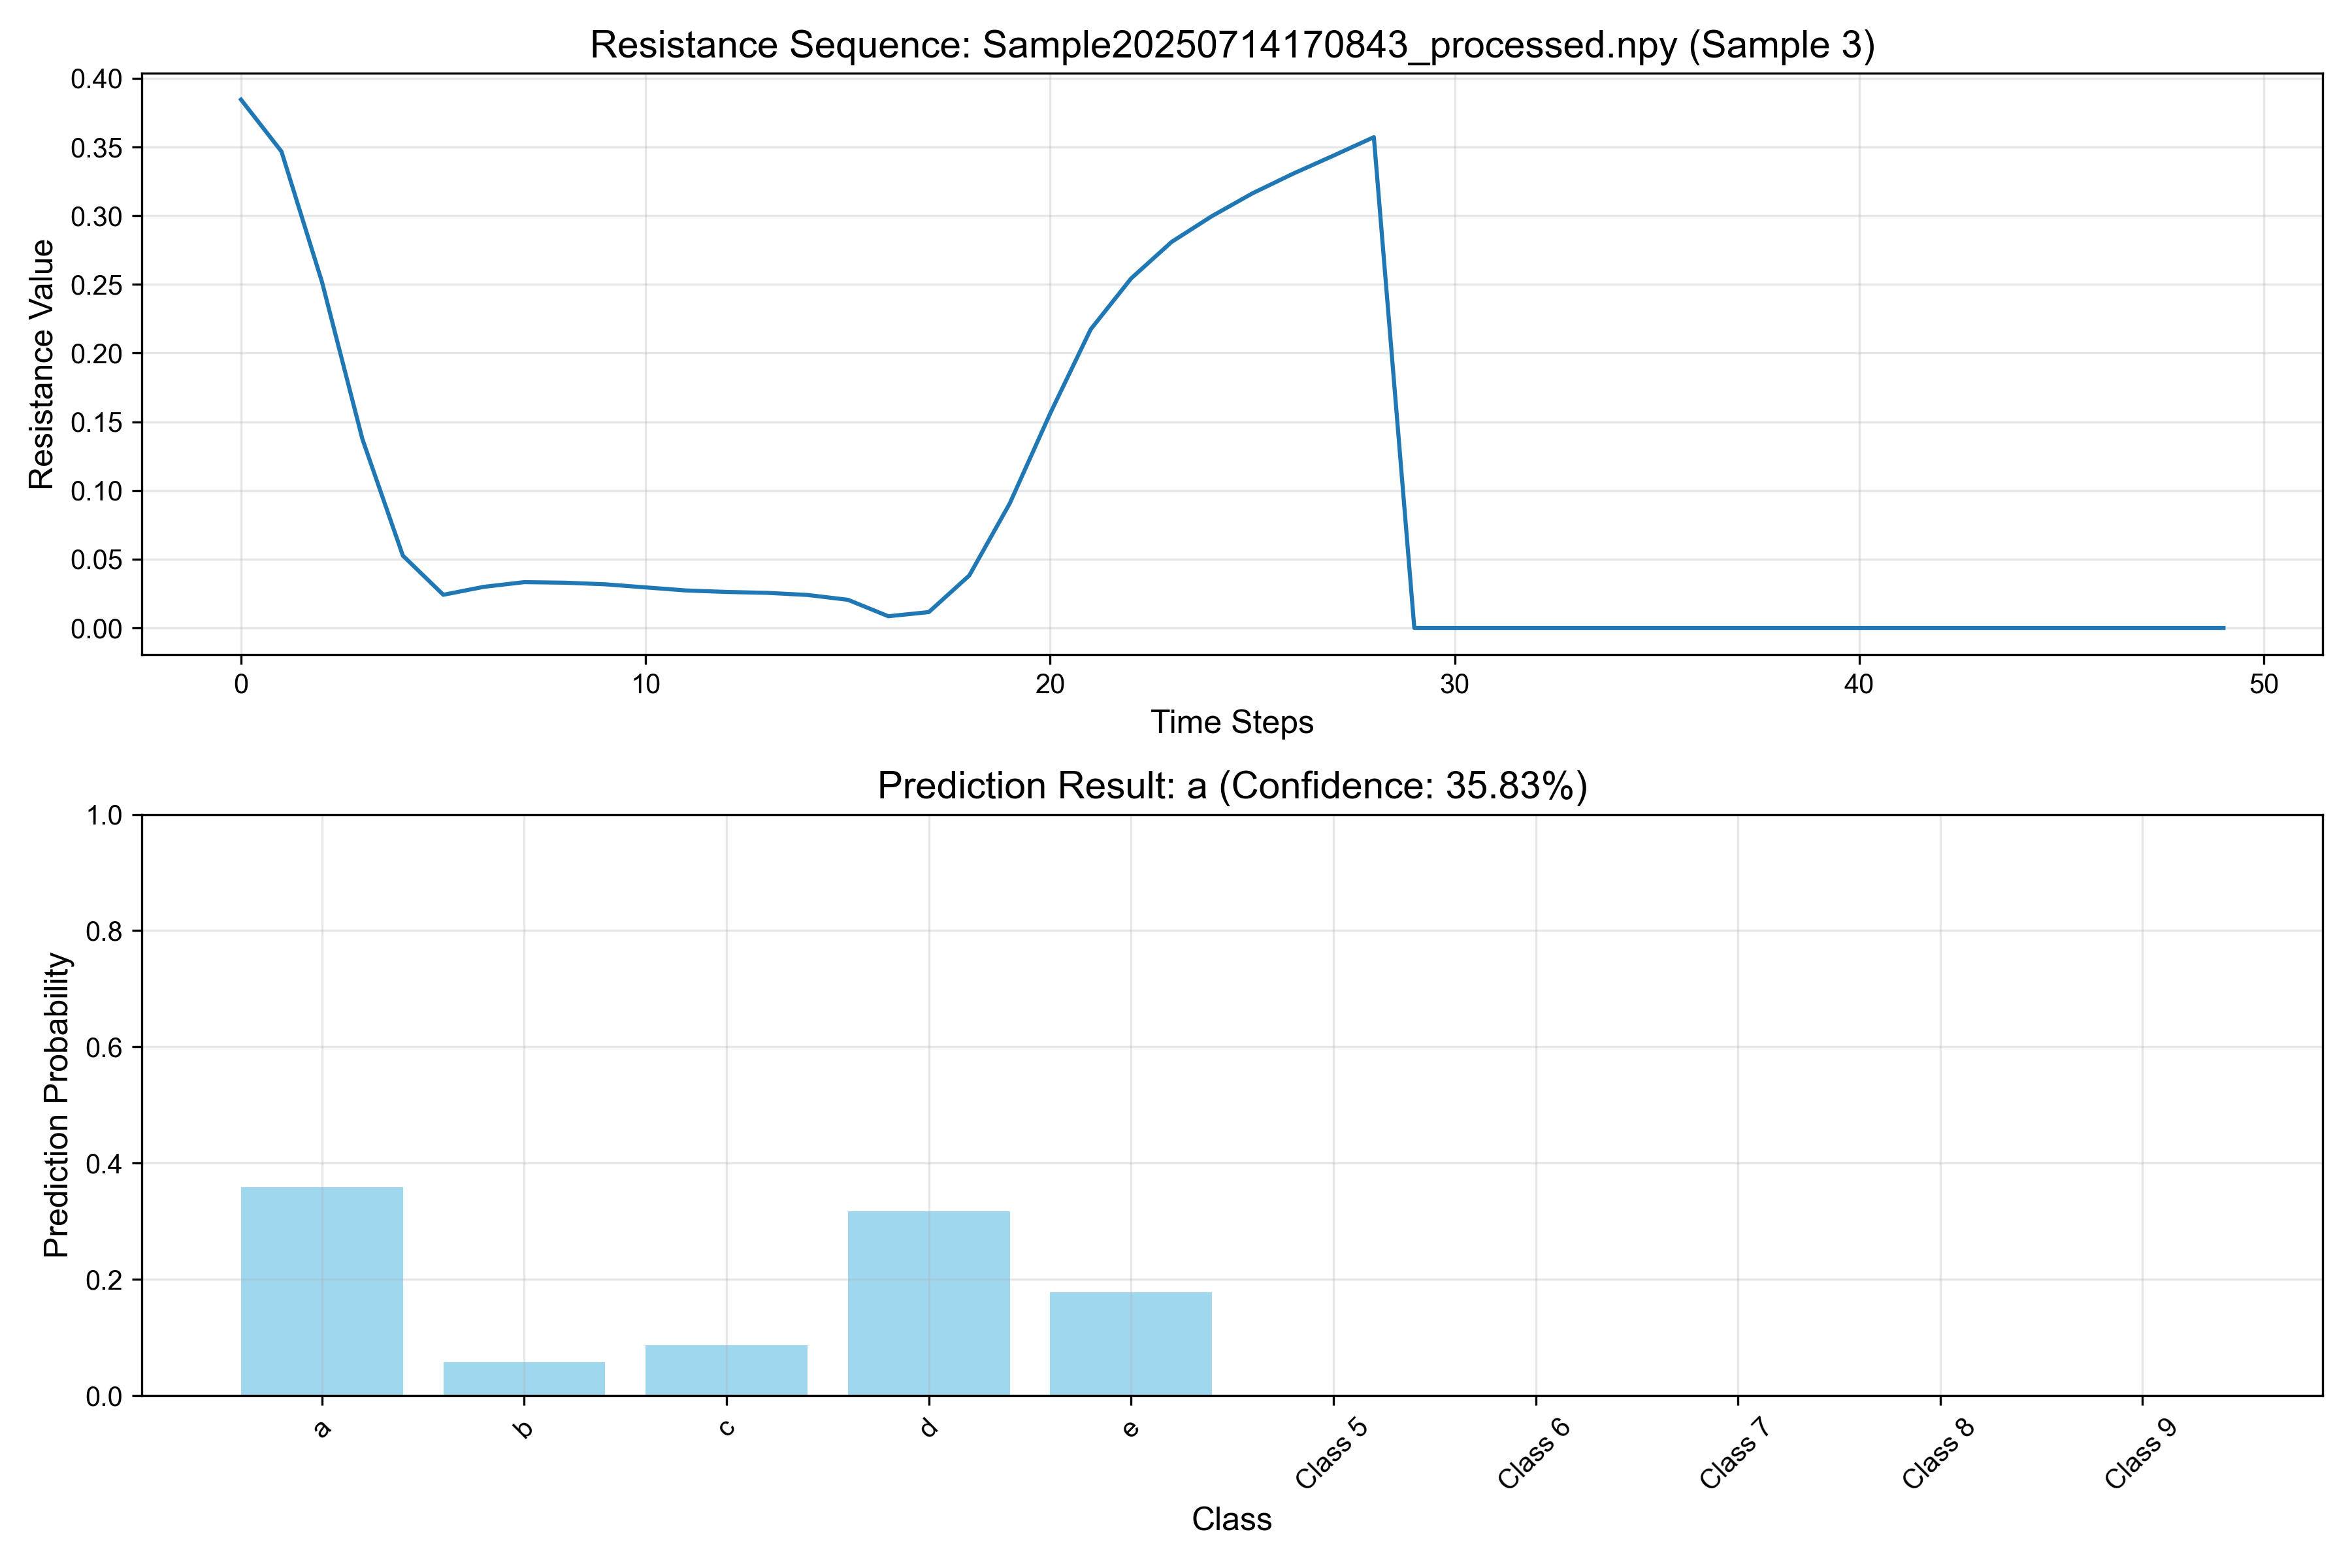 Resistance Sequence: Sample20250714170843_processed.npy (Sample 3)
0.40
0.35
0.30
0.25
0.20
0.15
0.10
0.05
0.00
Resistance Value
0 10 20 30 40 50
Time Steps
Prediction Result: a (Confidence: 35.83%)
1.0
0.8
0.6
0.4
0.2
0.0
Prediction Probability
a b c d e Class 5 Class 6 Class 7 Class 8 Class 9
Class